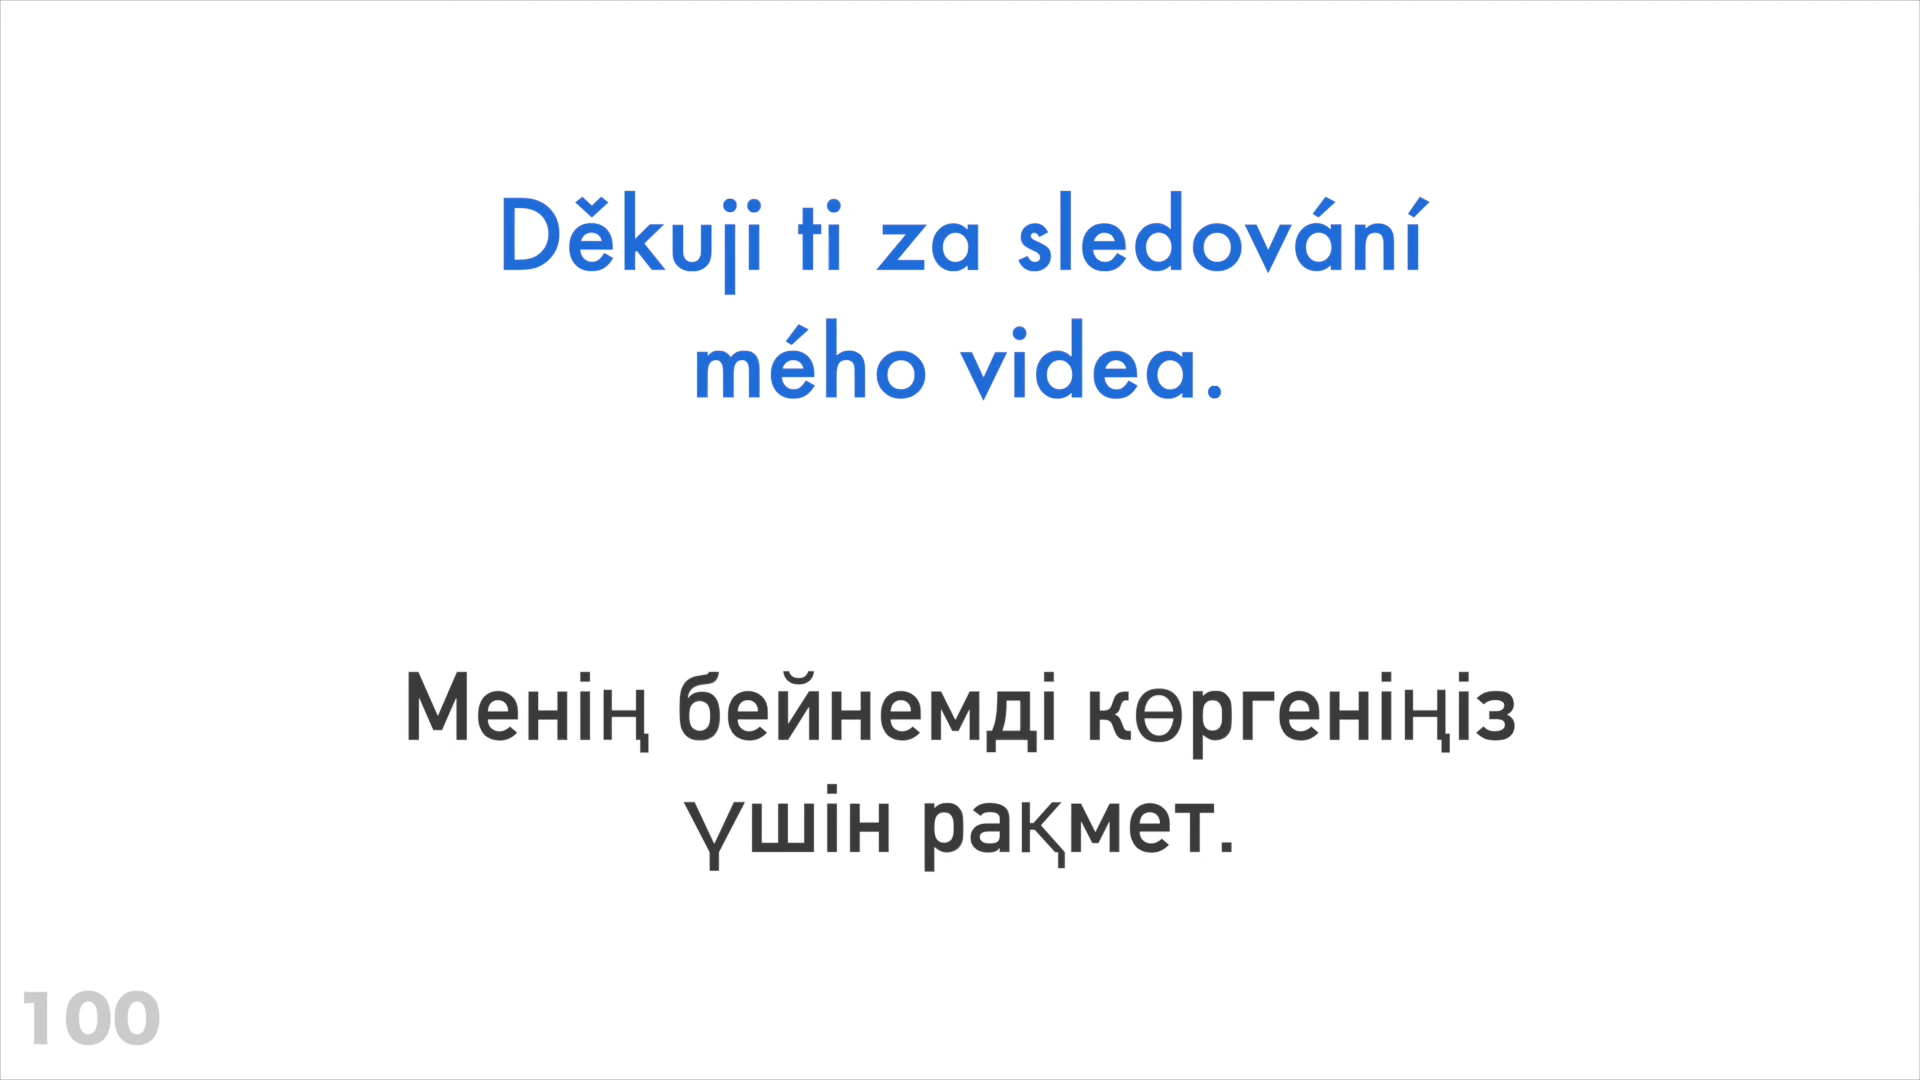 Děkuji ti za sledování
mého videa.
Менің бейнемді көргеніңіз
үшін рақмет.
100